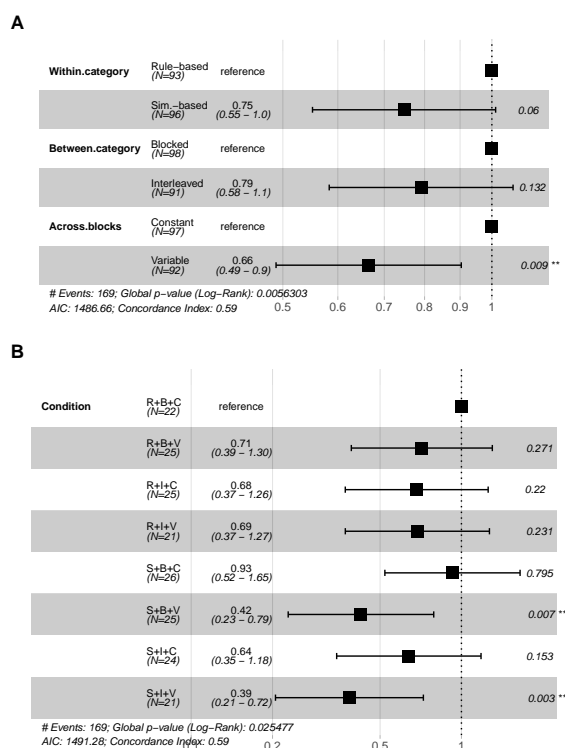 A
Within.category Rule−based (N=93) reference
Sim.−based (N=96) 0.75 (0.55 − 1.0) 0.06
Between.category Blocked (N=98) reference
Interleaved (N=91) 0.79 (0.58 − 1.1) 0.132
Across.blocks Constant (N=97) reference
Variable (N=92) 0.66 (0.49 − 0.9) 0.009 **
# Events: 169; Global p−value (Log−Rank): 0.0056303
AIC: 1486.66; Concordance Index: 0.59
0.5 0.6 0.7 0.8 0.9 1
B
Condition R+B+C (N=22) reference
R+B+V (N=25) 0.71 (0.39 − 1.30) 0.271
R+I+C (N=25) 0.68 (0.37 − 1.26) 0.22
R+I+V (N=21) 0.69 (0.37 − 1.27) 0.231
S+B+C (N=26) 0.93 (0.52 − 1.65) 0.795
S+B+V (N=25) 0.42 (0.23 − 0.79) 0.007 **
S+I+C (N=24) 0.64 (0.35 − 1.18) 0.153
S+I+V (N=21) 0.39 (0.21 − 0.72) 0.003 **
# Events: 169; Global p−value (Log−Rank): 0.025477
AIC: 1491.28; Concordance Index: 0.59
0.2 0.5 1